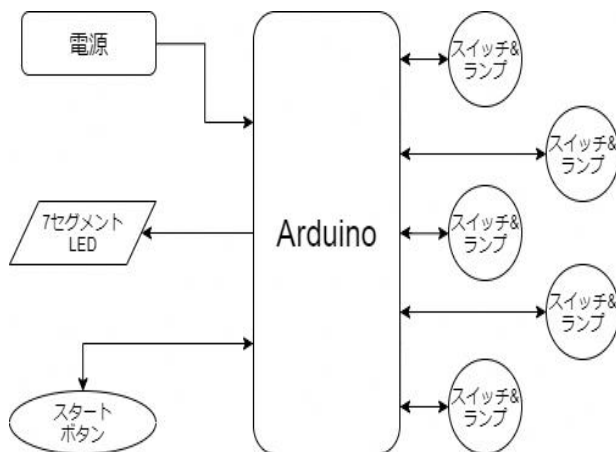 電源
7セグメント
LED
スタート
ボタン
Arduino
スイッチ&
ランプ
スイッチ&
ランプ
スイッチ&
ランプ
スイッチ&
ランプ
スイッチ&
ランプ